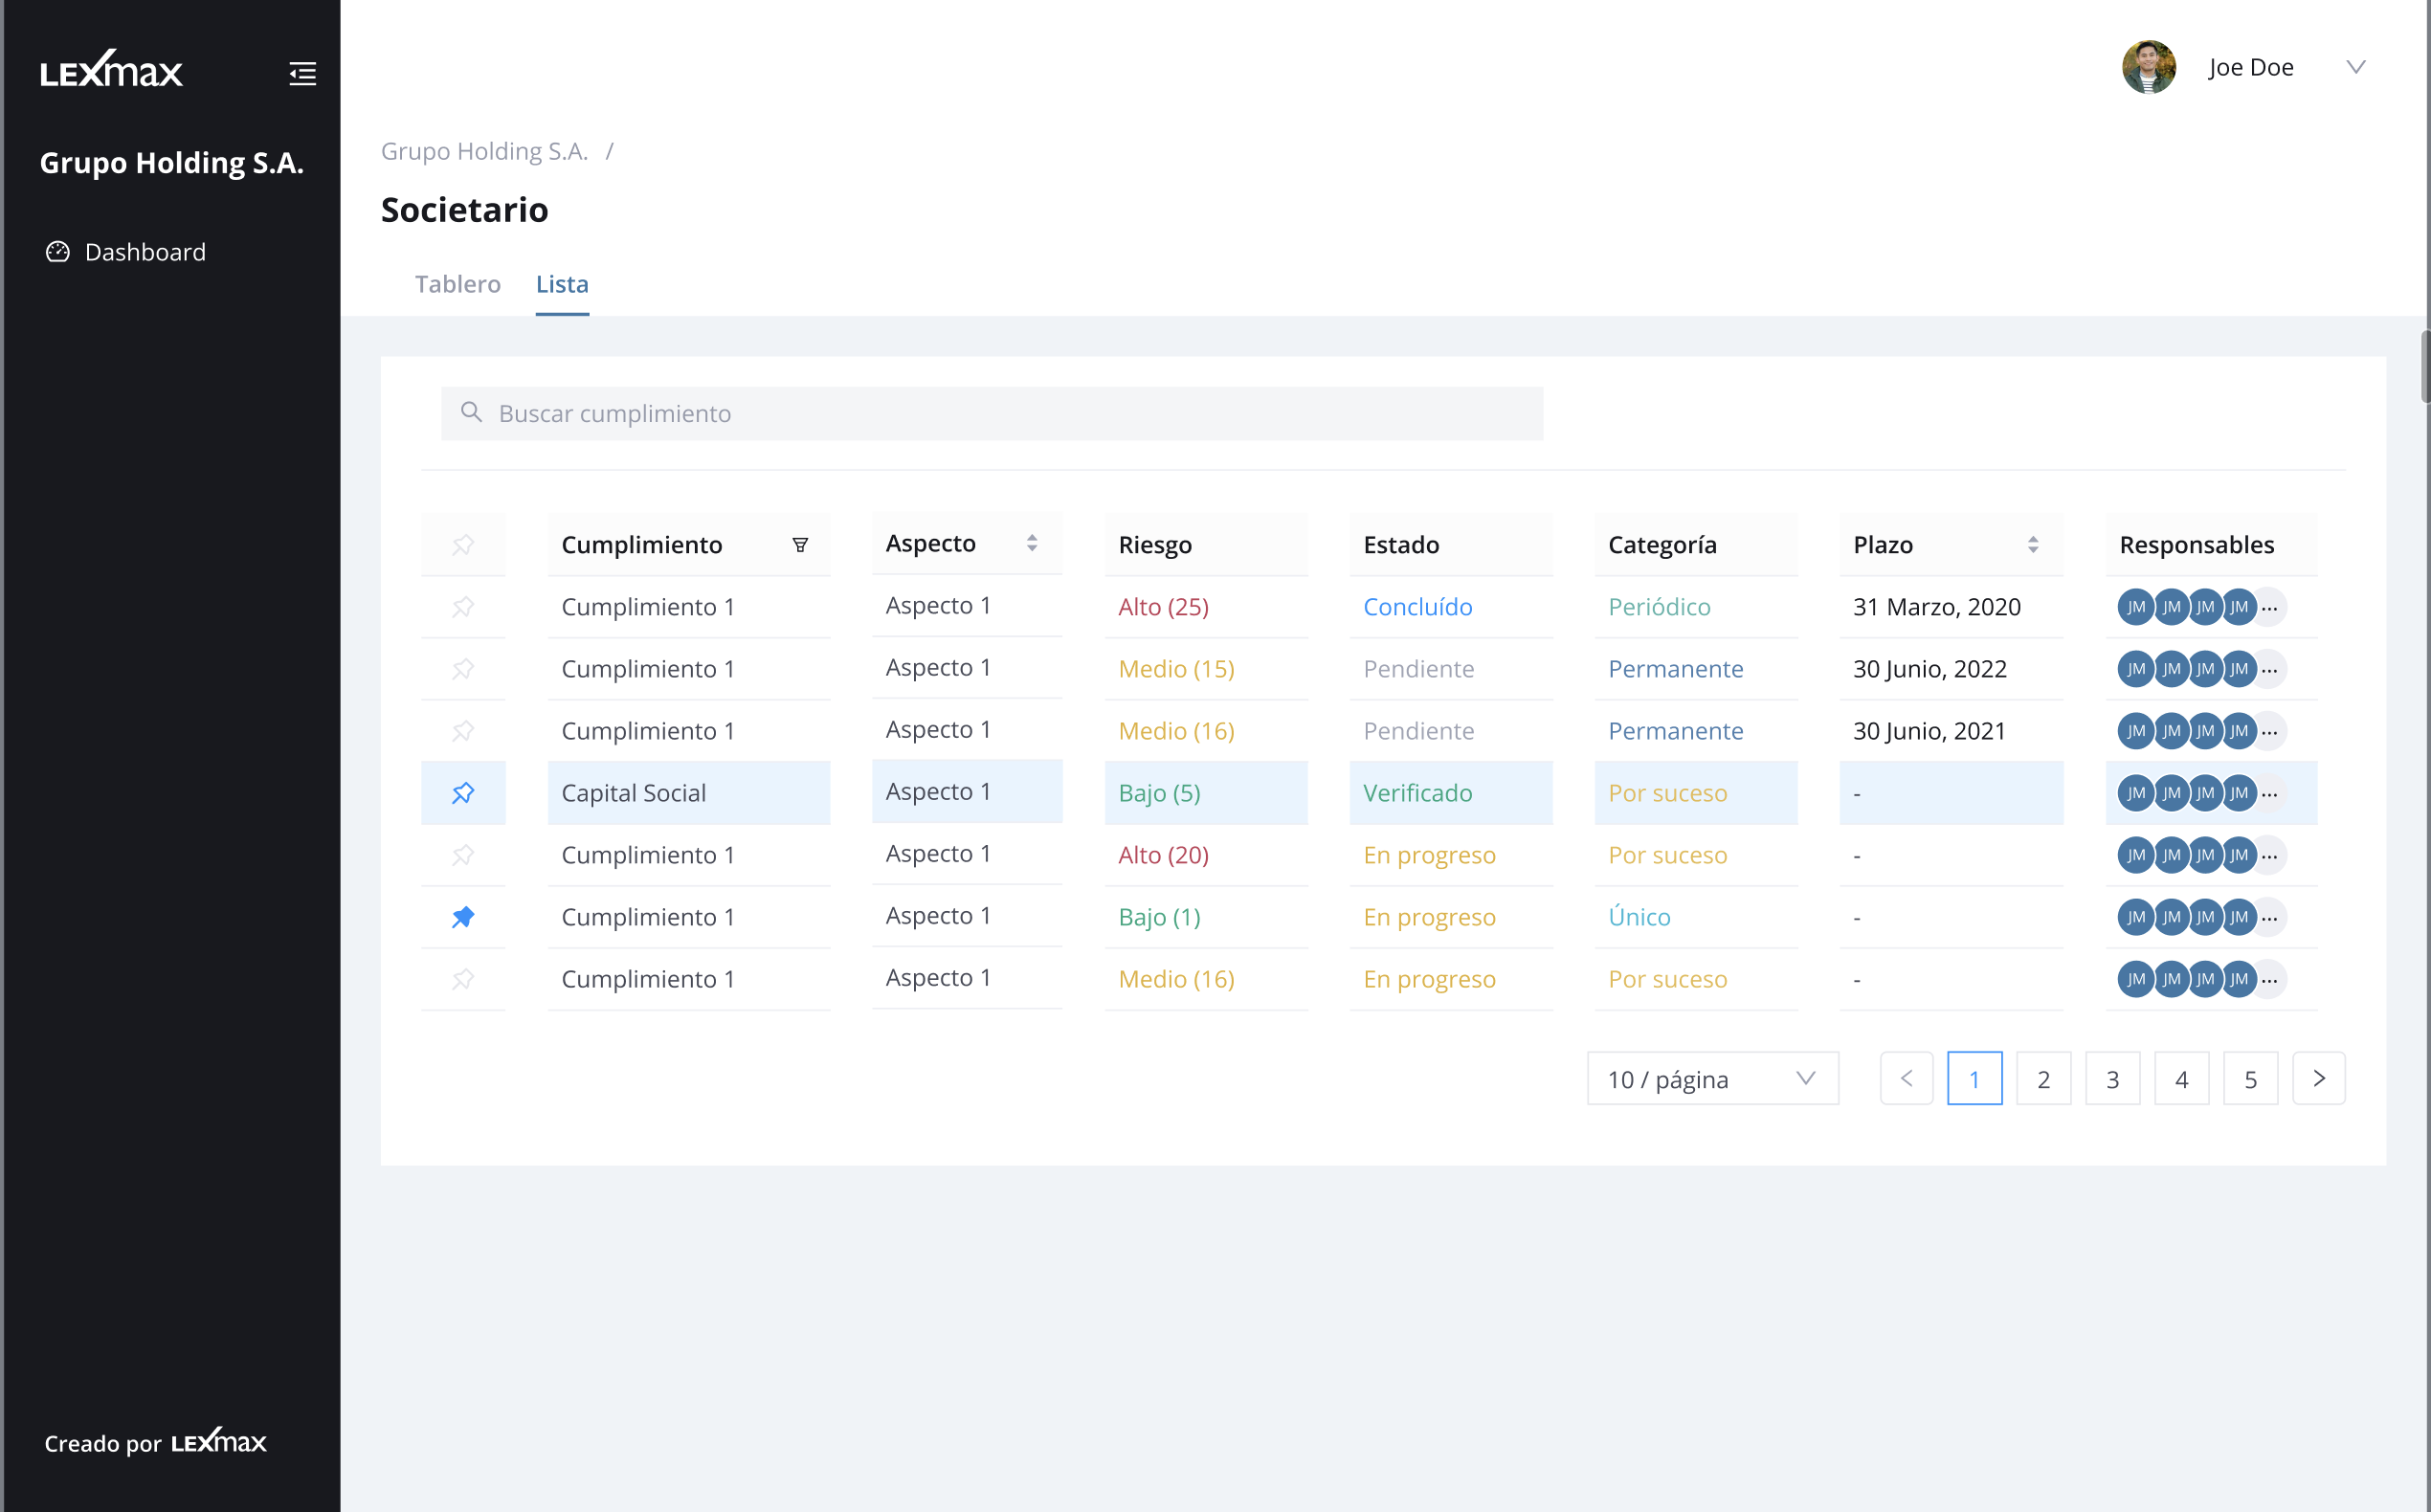 LEXmax
Joe Doe
Grupo Holding S.A.
Dashboard
Grupo Holding S.A. /
Societario
Tablero Lista
Buscar cumplimiento
Cumplimiento Aspecto Riesgo Estado Categoría Plazo Responsables
Cumplimiento 1 Aspecto 1 Alto (25) Concluído Periódico 31 Marzo, 2020 JM JM JM JM ...
Cumplimiento 1 Aspecto 1 Medio (15) Pendiente Permanente 30 Junio, 2022 JM JM JM JM ...
Cumplimiento 1 Aspecto 1 Medio (16) Pendiente Permanente 30 Junio, 2021 JM JM JM JM ...
Capital Social Aspecto 1 Bajo (5) Verificado Por suceso - JM JM JM JM ...
Cumplimiento 1 Aspecto 1 Alto (20) En progreso Por suceso - JM JM JM JM ...
Cumplimiento 1 Aspecto 1 Bajo (1) En progreso Único - JM JM JM JM ...
Cumplimiento 1 Aspecto 1 Medio (16) En progreso Por suceso - JM JM JM JM ...
10 / página < 1 2 3 4 5 >
Creado por LEXmax